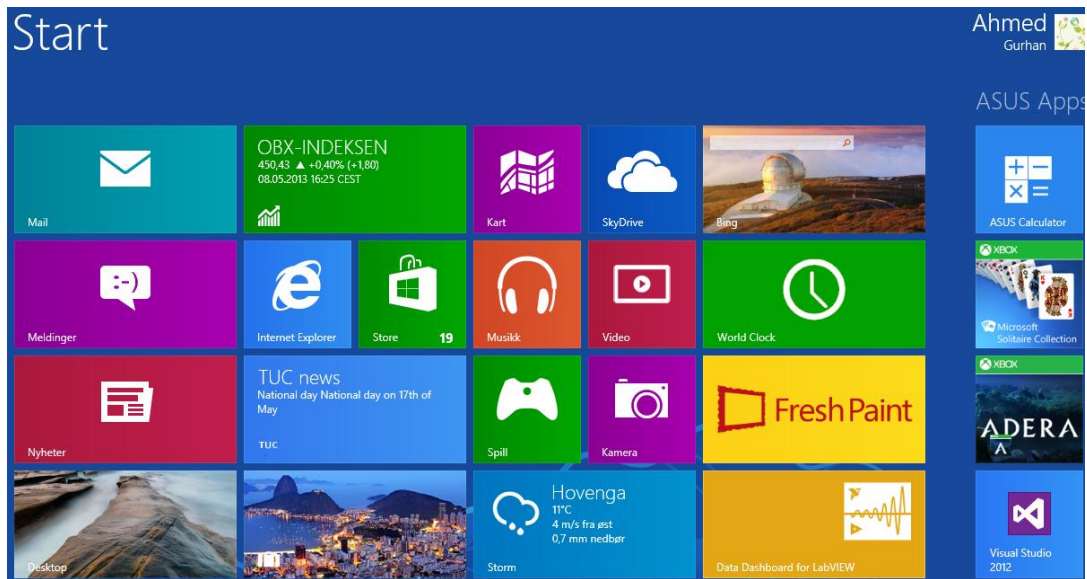 Start
Ahmed
Gurhan
ASUS Apps
Mail
OBX-INDEKSEN
450,43 ▲ +0,40% (+1,80)
08.05.2013 16:25 CEST
Kart
SkyDrive
Bing
ASUS Calculator
Meldinger
Internet Explorer
Store
19
Musikk
Video
World Clock
XBOX
Microsoft
Solitaire Collection
Nyheter
TUC news
National day National day on 17th of
May
TUC
Spill
Kamera
Fresh Paint
XBOX
ADERA
Desktop
Hovenga
11°C
4 m/s fra øst
0,7 mm nedbør
Storm
Data Dashboard for LabVIEW
Visual Studio
2012